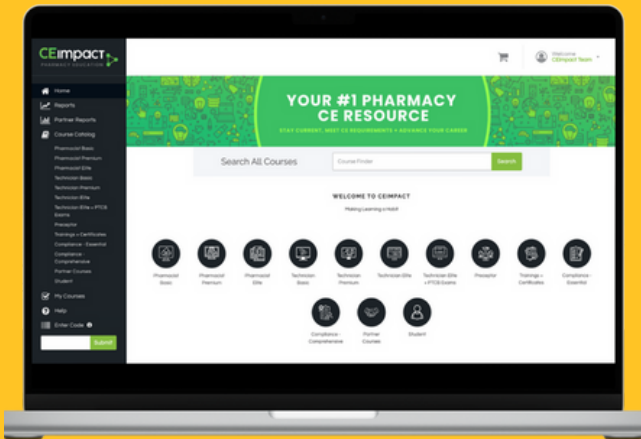 CEimpact
PHARMACY EDUCATION
Home
Reports
Partner Reports
Course Catalog
Pharmacist Basic
Pharmacist Premium
Pharmacist Elite
Technician Basic
Technician Premium
Technician Elite
Technician Elite + PTCB
Exams
Preceptor
Trainings + Certificates
Compliance - Essential
Compliance -
Comprehensive
Partner Courses
Student
My Courses
Help
Enter Code
Submit
Welcome
CEimpact Team
YOUR #1 PHARMACY
CE RESOURCE
STAY CURRENT, MEET CE REQUIREMENTS + ADVANCE YOUR CAREER
Search All Courses
Course Finder
Search
WELCOME TO CEIMPACT
Making Learning a Habit
Pharmacist
Basic
Pharmacist
Premium
Pharmacist
Elite
Technician
Basic
Technician
Premium
Technician Elite
Technician Elite
+ PTCB Exams
Preceptor
Trainings +
Certificates
Compliance -
Essential
Compliance -
Comprehensive
Partner
Courses
Student